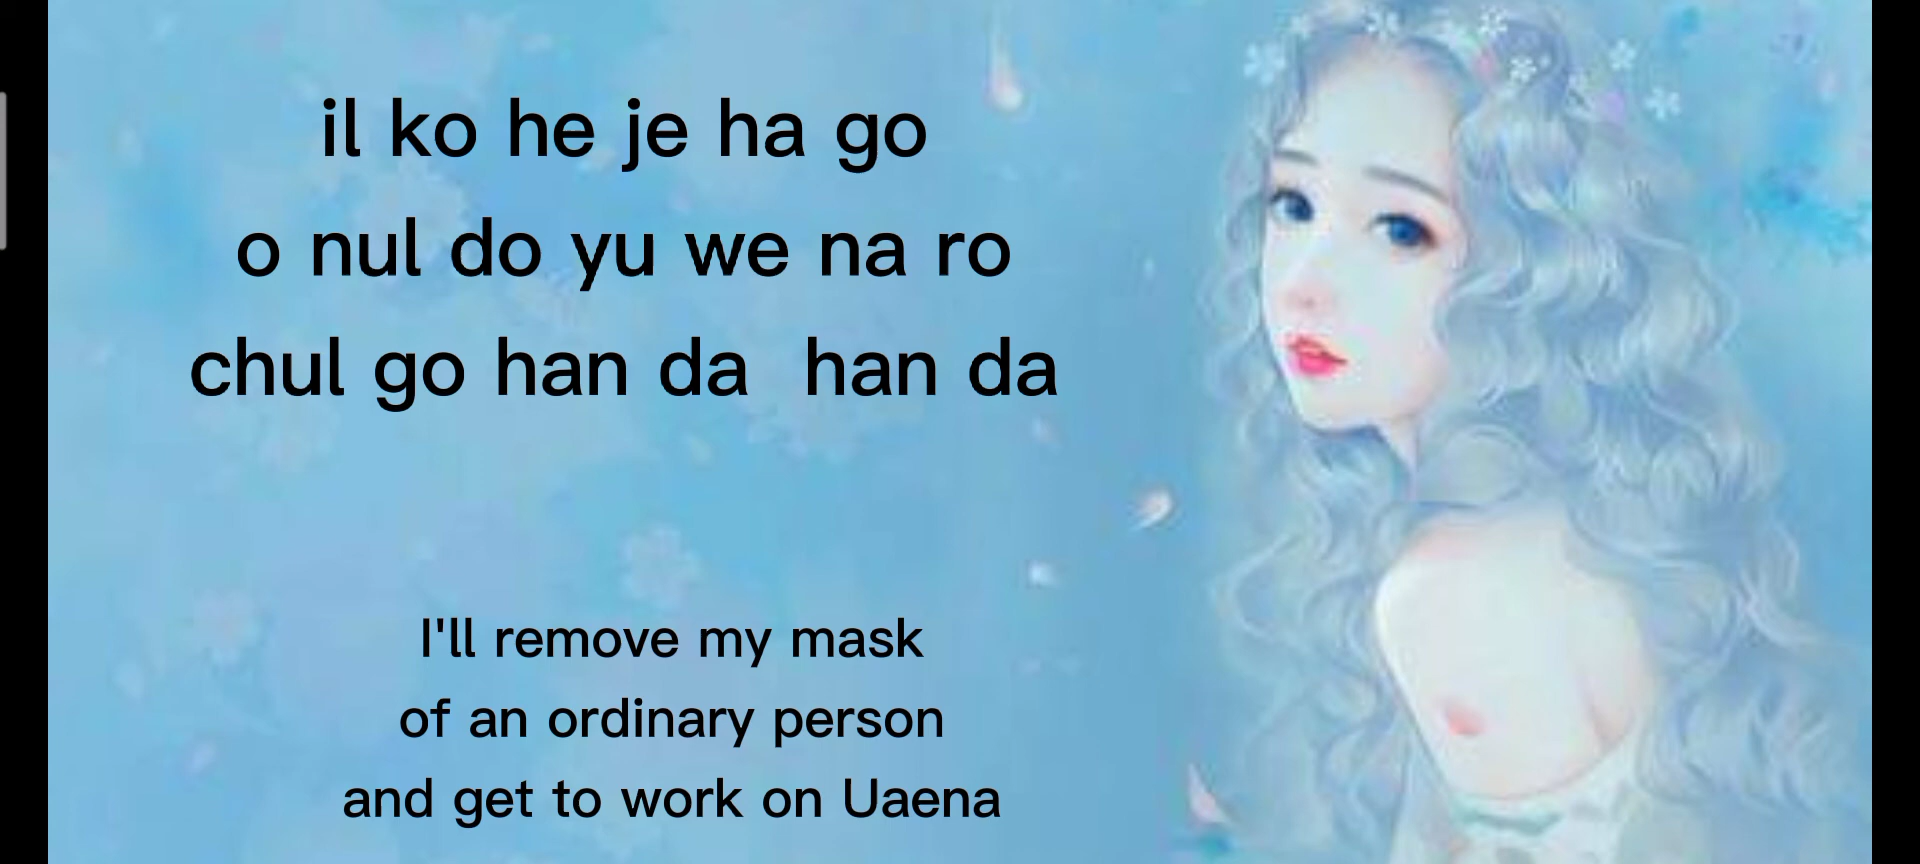 il ko he je ha go
o nul do yu we na ro
chul go han da  han da
I'll remove my mask
of an ordinary person
and get to work on Uaena